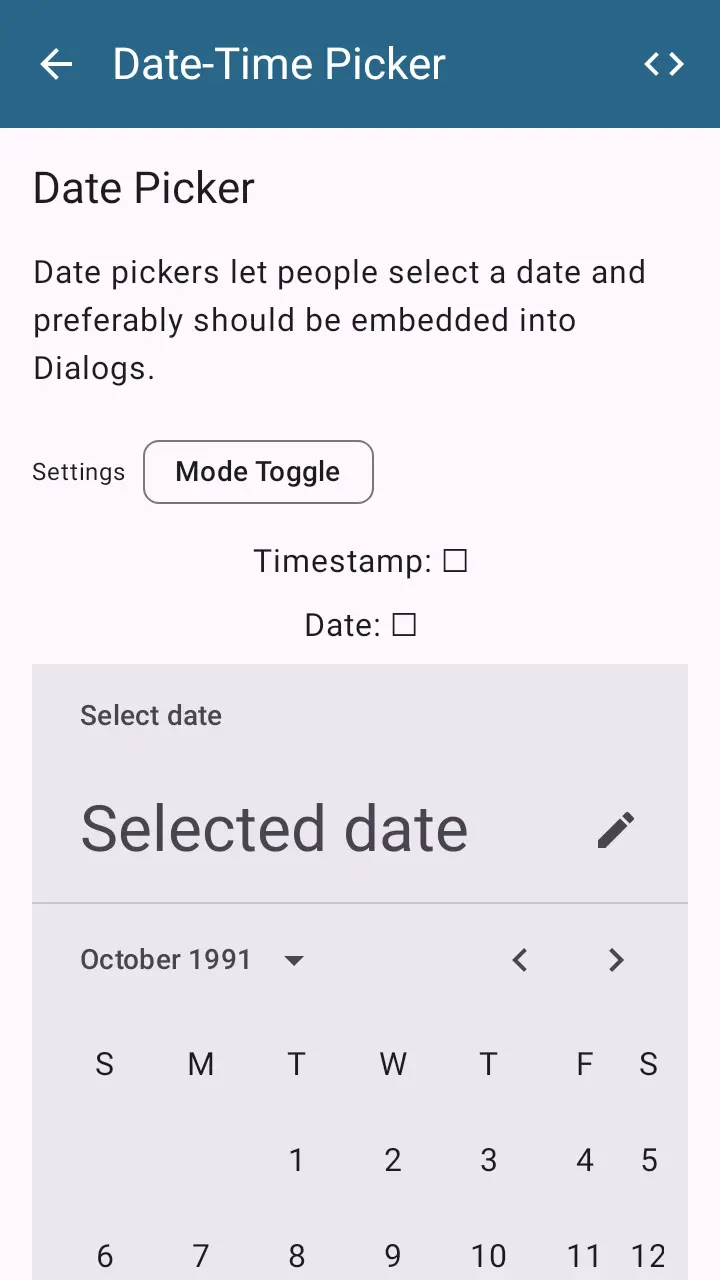 Date-Time Picker
Date Picker
Date pickers let people select a date and
preferably should be embedded into
Dialogs.
Settings Mode Toggle
Timestamp: ☐
Date: ☐
Select date
Selected date
October 1991
S M T W T F S
1 2 3 4 5
6 7 8 9 10 11 12